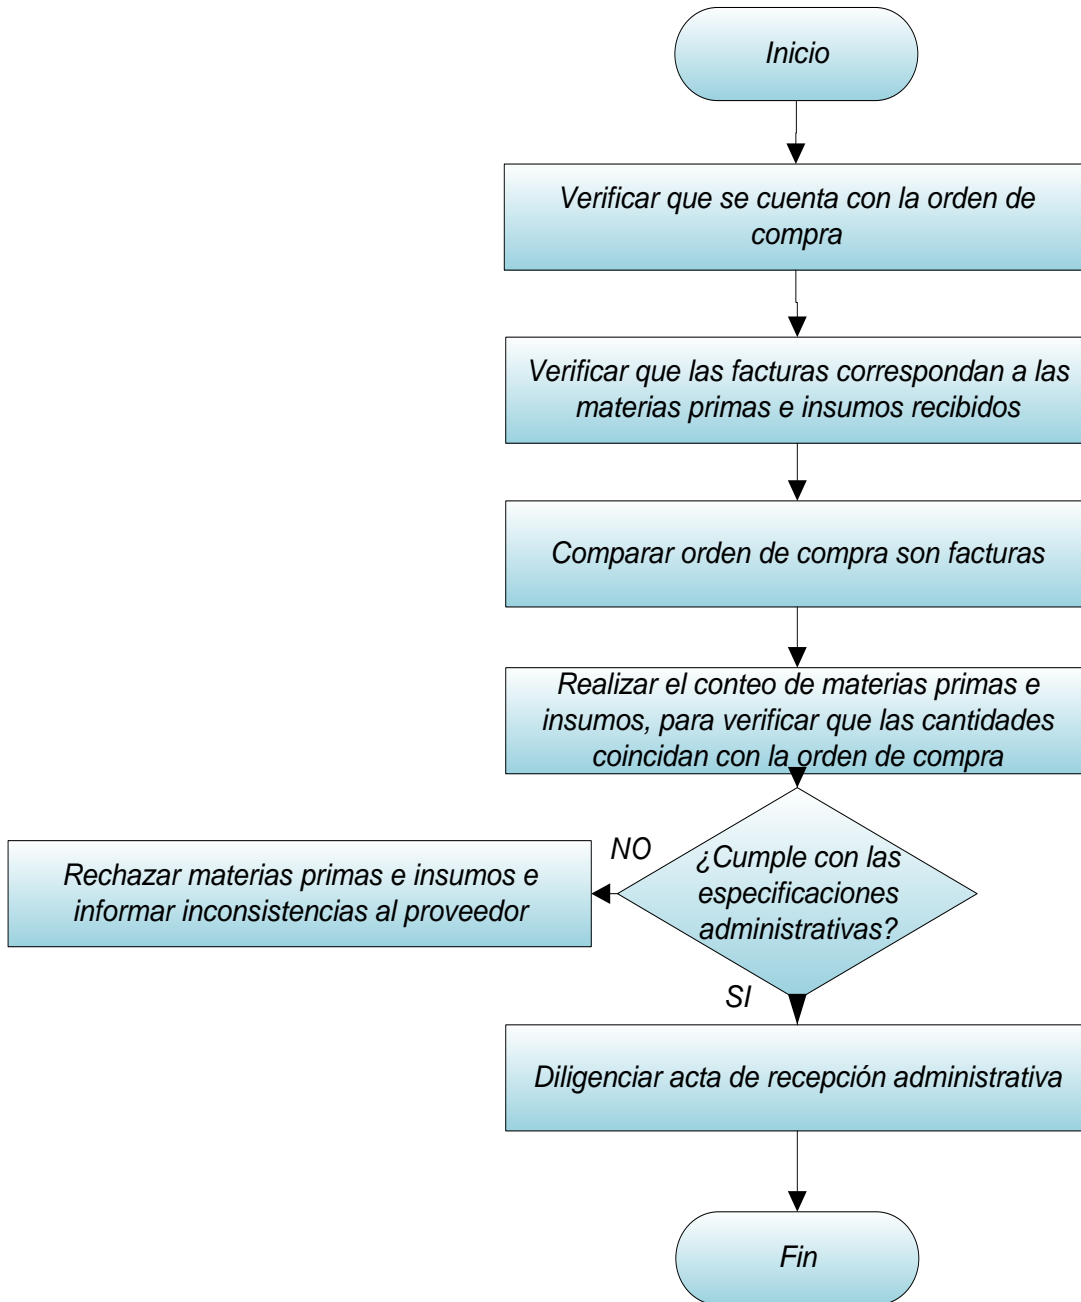 Inicio
Verificar que se cuenta con la orden de
compra
Verificar que las facturas correspondan a las
materias primas e insumos recibidos
Comparar orden de compra son facturas
Realizar el conteo de materias primas e
insumos, para verificar que las cantidades
coincidan con la orden de compra
¿Cumple con las
especificaciones
administrativas?
NO
Rechazar materias primas e insumos e
informar inconsistencias al proveedor
SI
Diligenciar acta de recepción administrativa
Fin